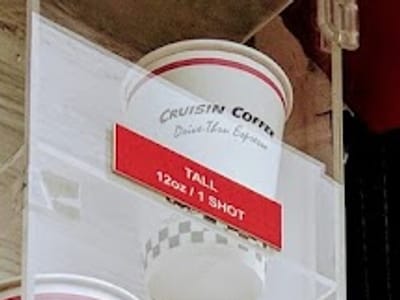 CRUISIN COFFEE
Drive-Thru Espresso
TALL
12oz / 1 SHOT